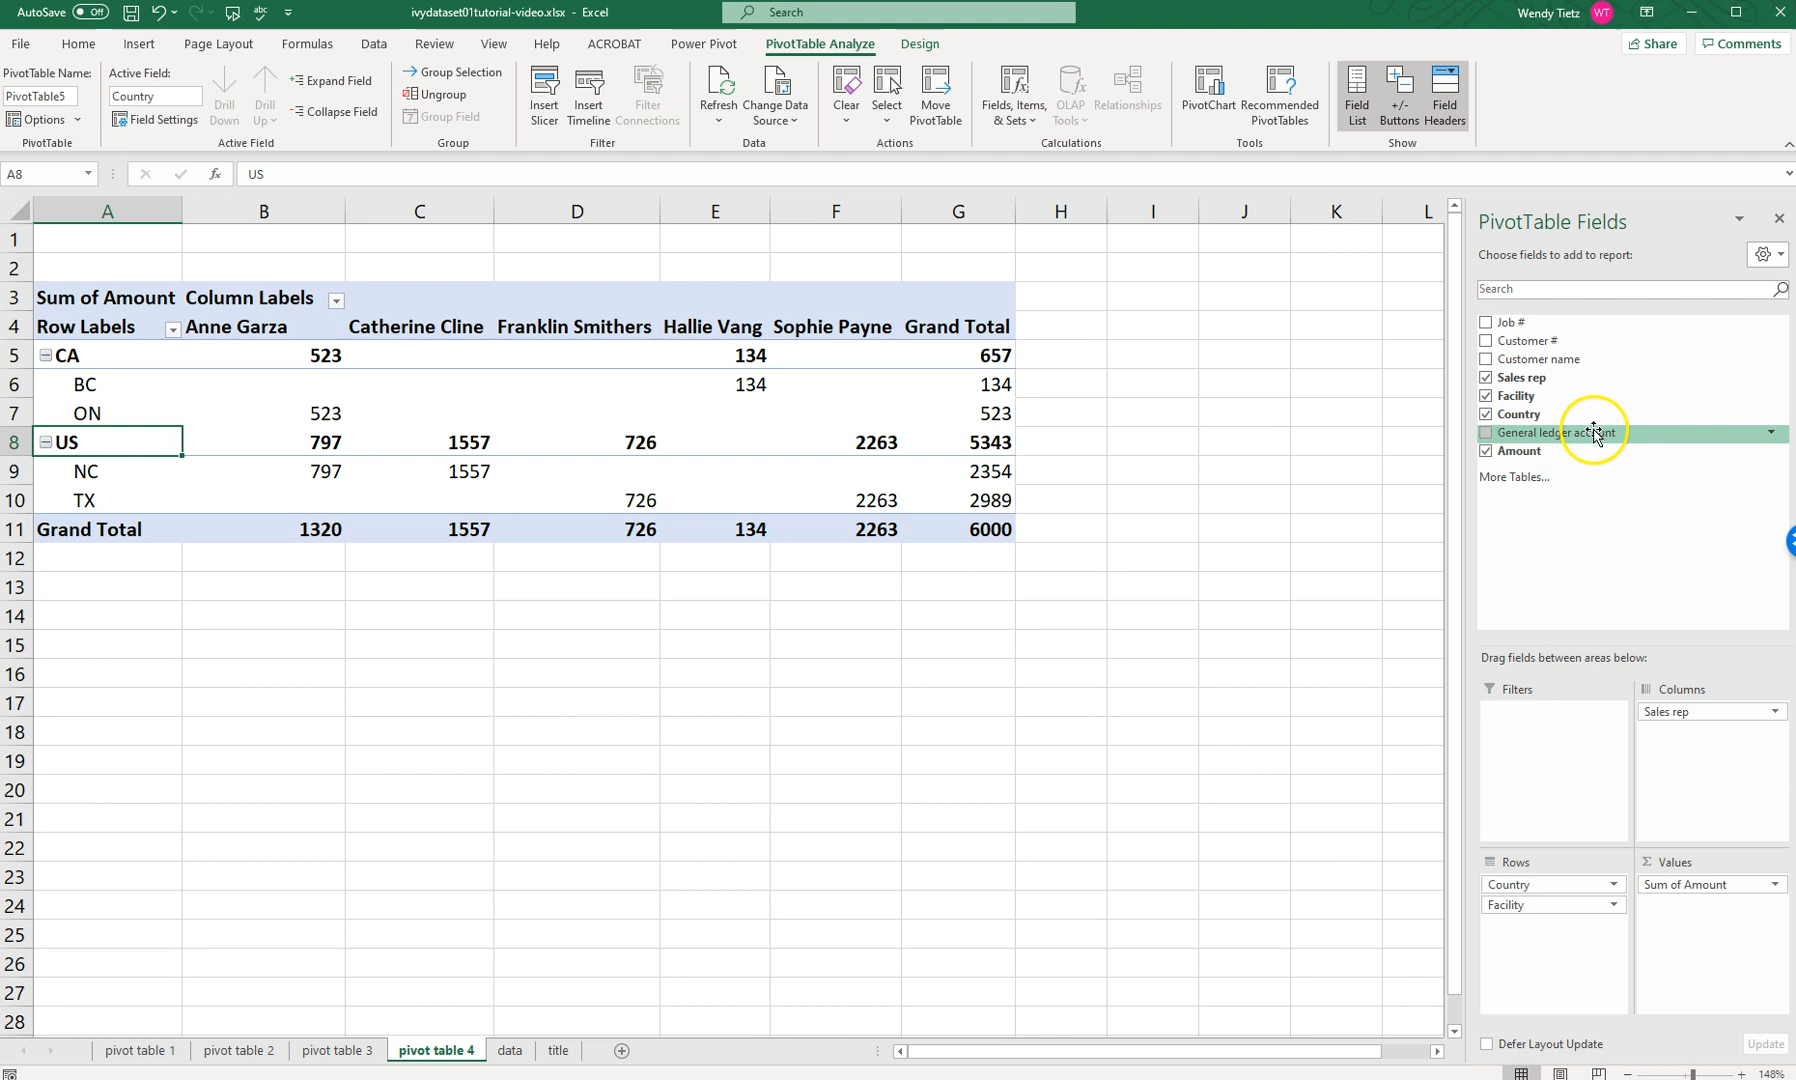 AutoSave Off
ivydataset01tutorial-video.xlsx - Excel
Search
Wendy Tietz WT
File Home Insert Page Layout Formulas Data Review View Help ACROBAT Power Pivot PivotTable Analyze Design
Share Comments
PivotTable Name:
PivotTable5
Options
PivotTable
Active Field:
Country
Field Settings
Drill Down
Drill Up
Expand Field
Collapse Field
Active Field
Group Selection
Ungroup
Group Field
Group
Insert Slicer
Insert Timeline
Filter Connections
Filter
Refresh
Change Data Source
Data
Clear
Select
Move PivotTable
Actions
Fields, Items, & Sets
OLAP Tools
Relationships
Calculations
PivotChart
Recommended PivotTables
Tools
Field List
+/- Buttons
Field Headers
Show
A8 fx US
A B C D E F G H I J K L
1
2
3 Sum of Amount Column Labels
4 Row Labels Anne Garza Catherine Cline Franklin Smithers Hallie Vang Sophie Payne Grand Total
5 CA 523 134 657
6 BC 134 134
7 ON 523 523
8 US 797 1557 726 2263 5343
9 NC 797 1557 2354
10 TX 726 2263 2989
11 Grand Total 1320 1557 726 134 2263 6000
12
13
14
15
16
17
18
19
20
21
22
23
24
25
26
27
28
PivotTable Fields
Choose fields to add to report:
Search
Job #
Customer #
Customer name
Sales rep
Facility
Country
General ledger account
Amount
More Tables...
Drag fields between areas below:
Filters
Columns
Sales rep
Rows
Country
Facility
Values
Sum of Amount
Defer Layout Update
Update
pivot table 1 pivot table 2 pivot table 3 pivot table 4 data title
148%